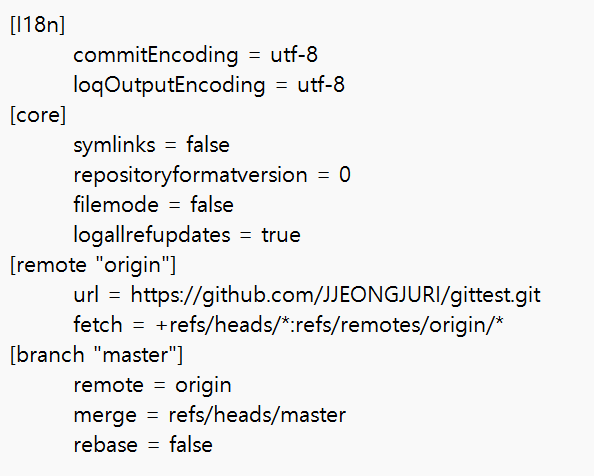 [I18n]
commitEncoding = utf-8
loqOutputEncoding = utf-8
[core]
symlinks = false
repositoryformatversion = 0
filemode = false
logallrefupdates = true
[remote "origin"]
url = https://github.com/JJEONGJURI/gittest.git
fetch = +refs/heads/*:refs/remotes/origin/*
[branch "master"]
remote = origin
merge = refs/heads/master
rebase = false